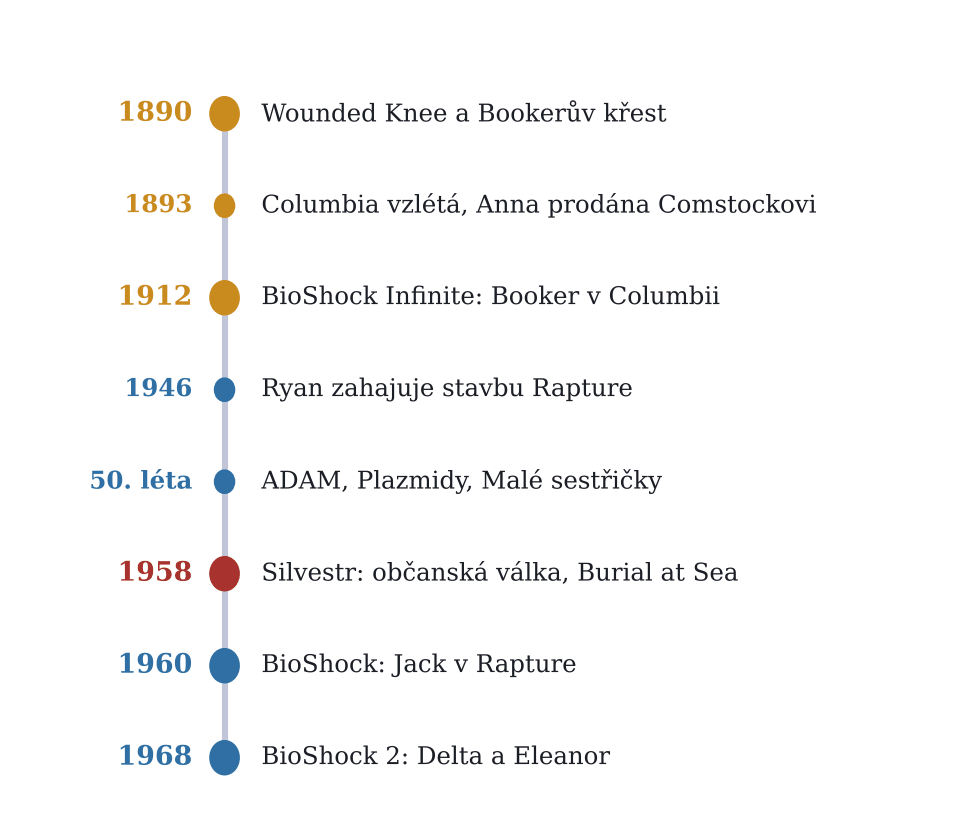 1890 Wounded Knee a Bookerův křest
1893 Columbia vzlétá, Anna prodána Comstockovi
1912 BioShock Infinite: Booker v Columbii
1946 Ryan zahajuje stavbu Rapture
50. léta ADAM, Plazmidy, Malé sestřičky
1958 Silvestr: občanská válka, Burial at Sea
1960 BioShock: Jack v Rapture
1968 BioShock 2: Delta a Eleanor